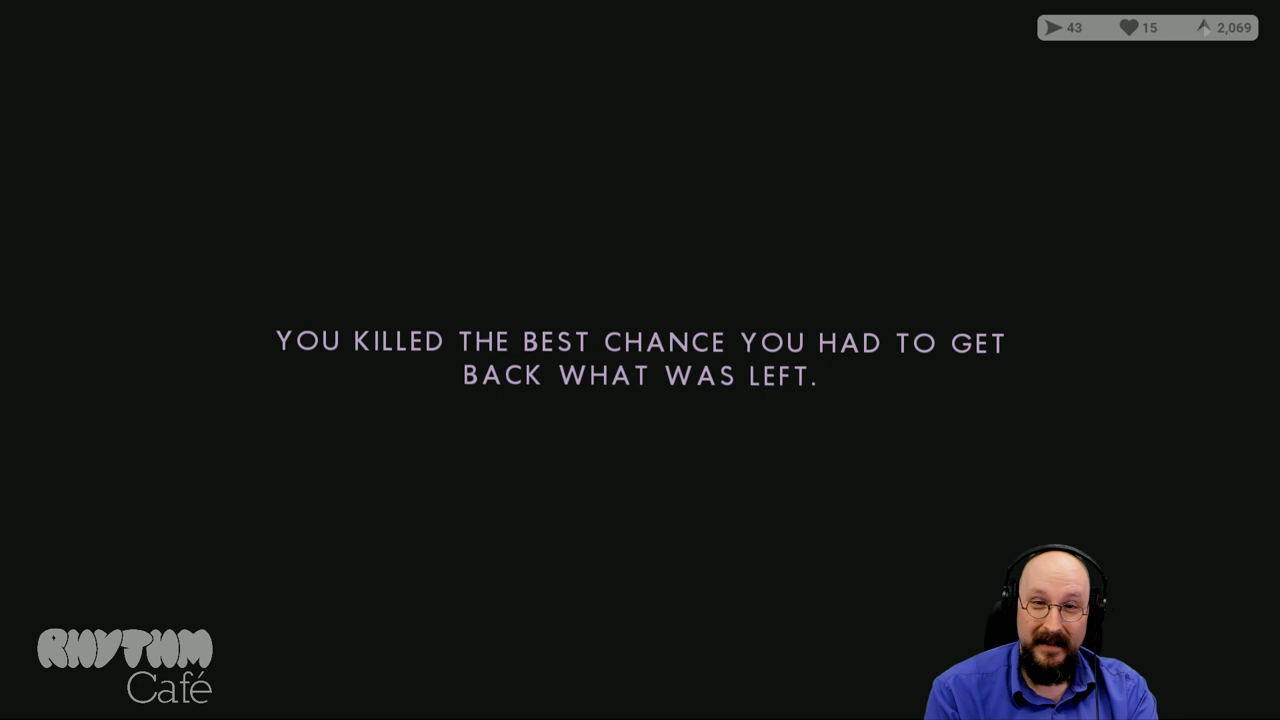 43 15 2,069
YOU KILLED THE BEST CHANCE YOU HAD TO GET
BACK WHAT WAS LEFT.
RHYTHM
Café